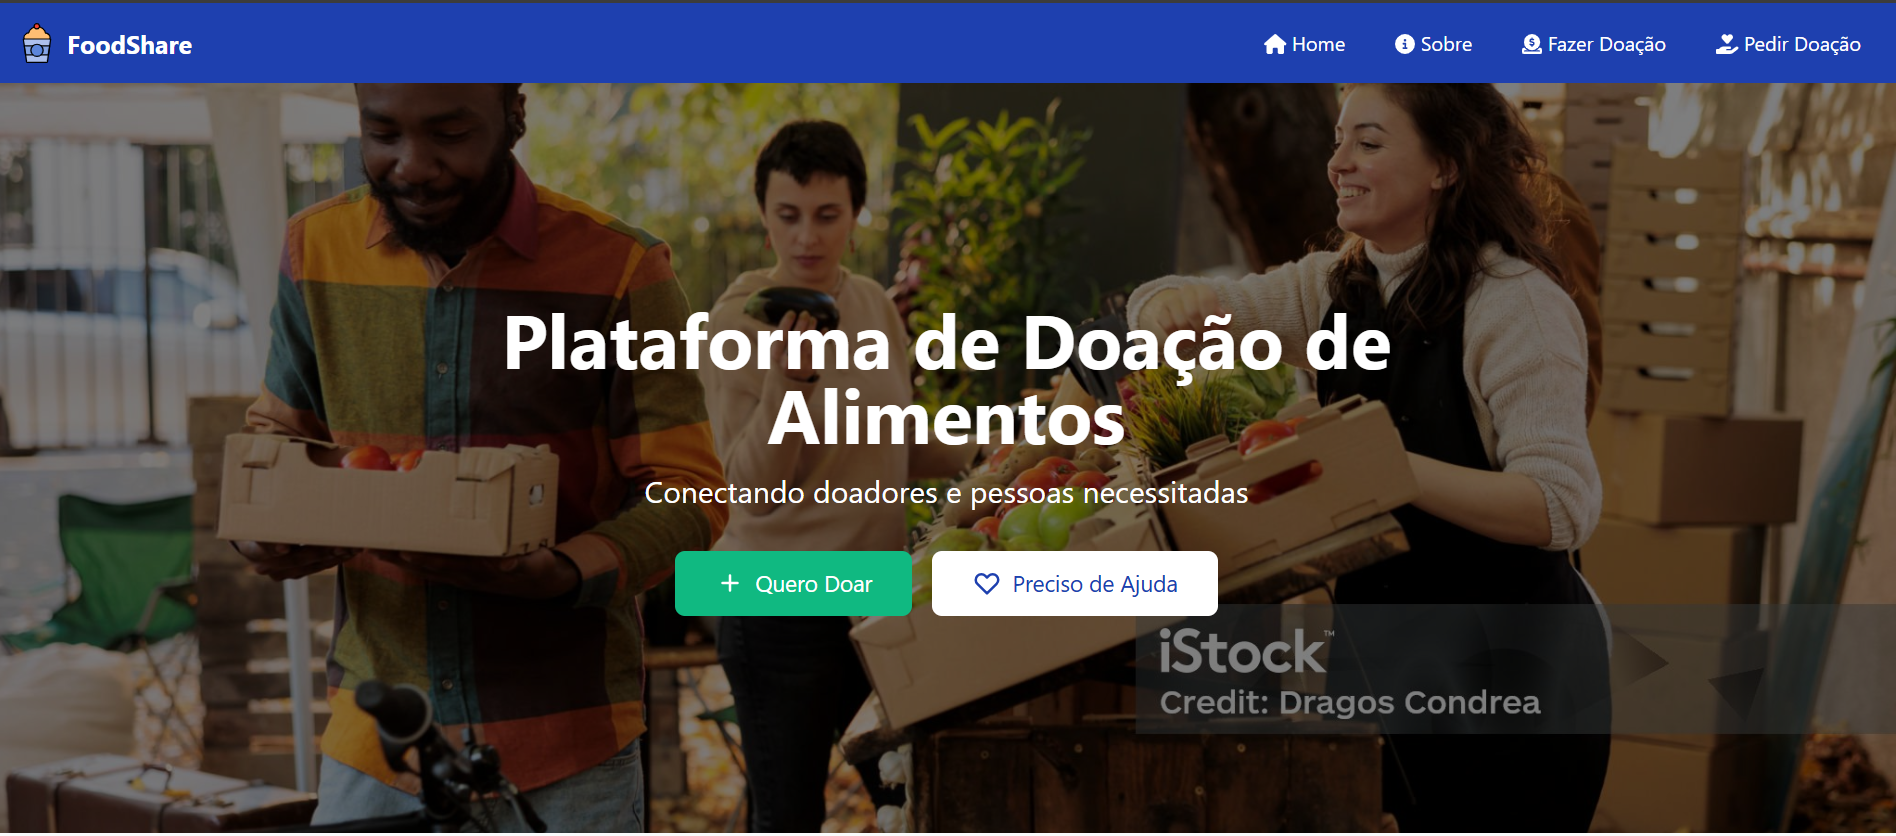 FoodShare
Home
Sobre
Fazer Doação
Pedir Doação
Plataforma de Doação de
Alimentos
Conectando doadores e pessoas necessitadas
Quero Doar
Preciso de Ajuda
iStock™
Credit: Dragos Condrea